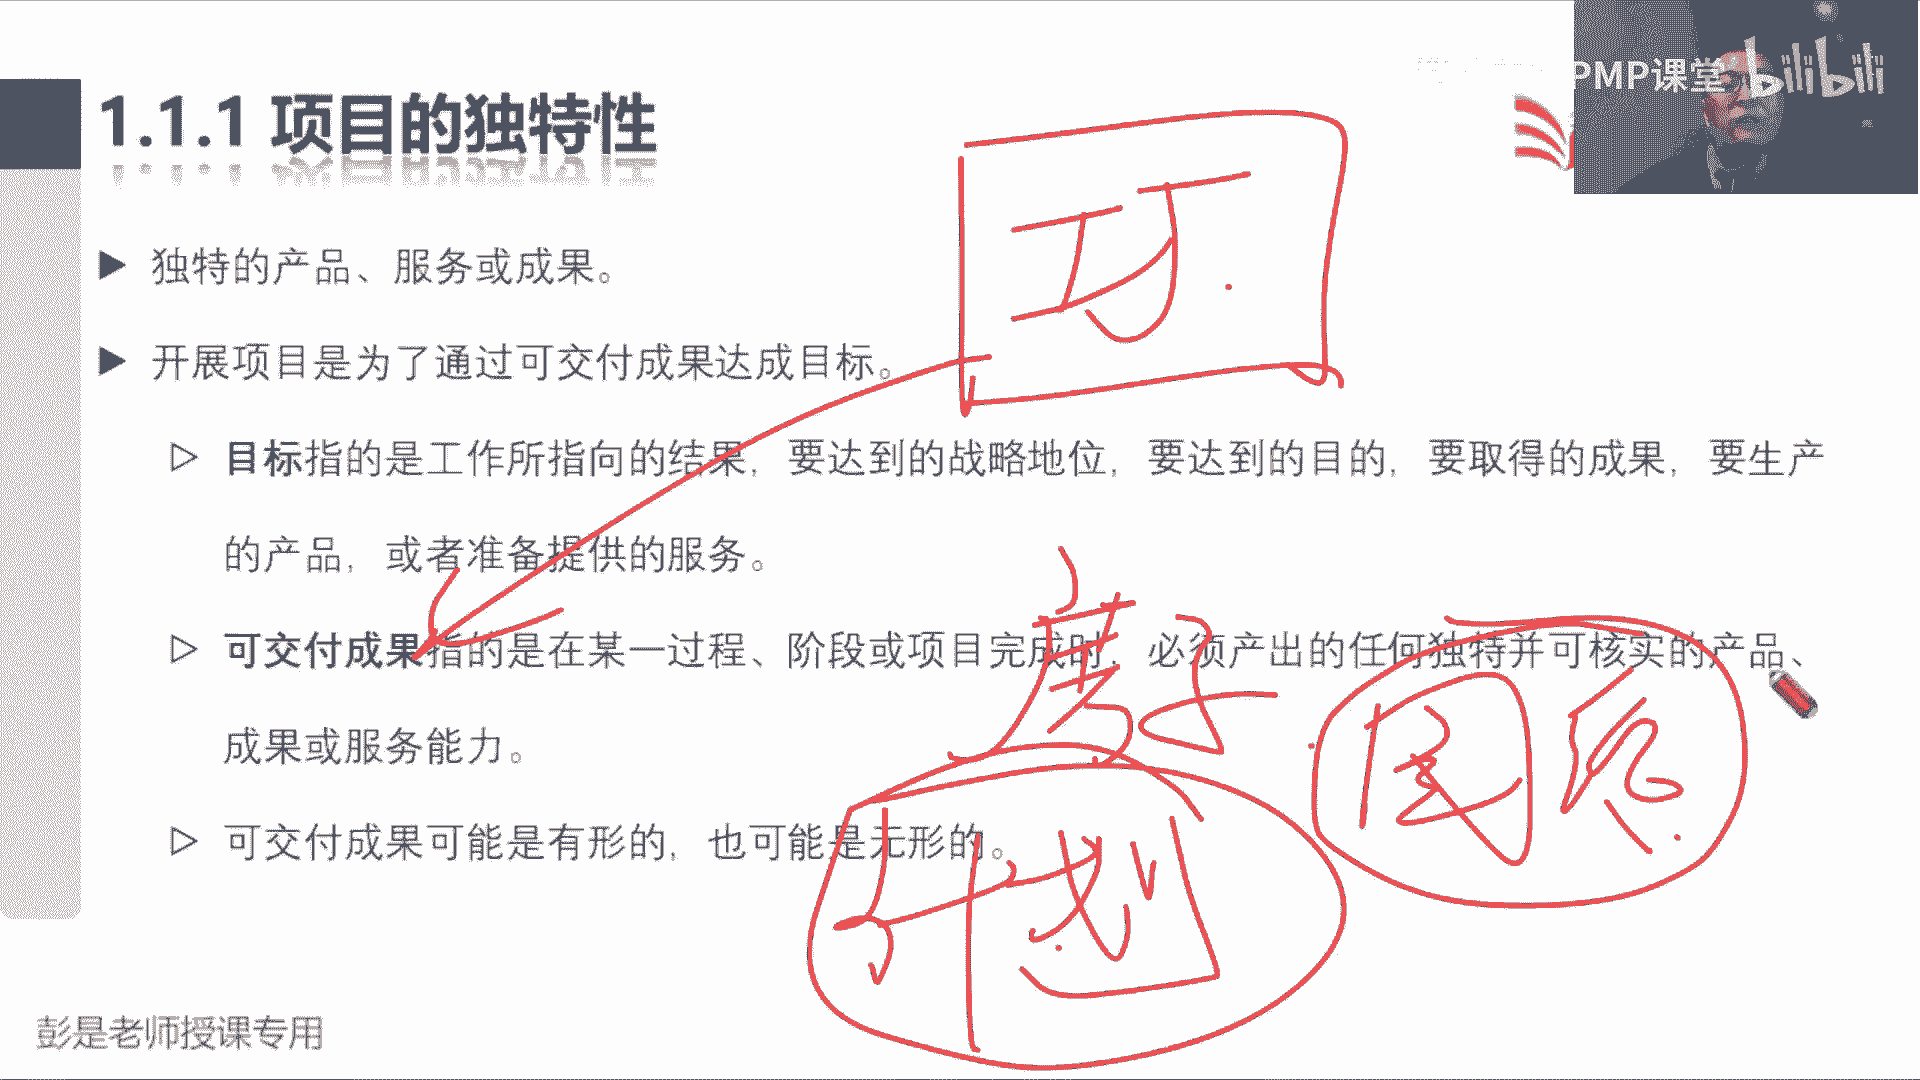 PMP课堂 bilibili
1.1.1 项目的独特性
独特的产品、服务或成果。
开展项目是为了通过可交付成果达成目标。
目标指的是工作所指向的结果，要达到的战略地位，要达到的目的，要取得的成果，要生产
的产品，或者准备提供的服务。
可交付成果指的是在某一过程、阶段或项目完成时，必须产出的任何独特并可核实的产品、
成果或服务能力。
可交付成果可能是有形的，也可能是无形的。
计划
彭是老师授课专用